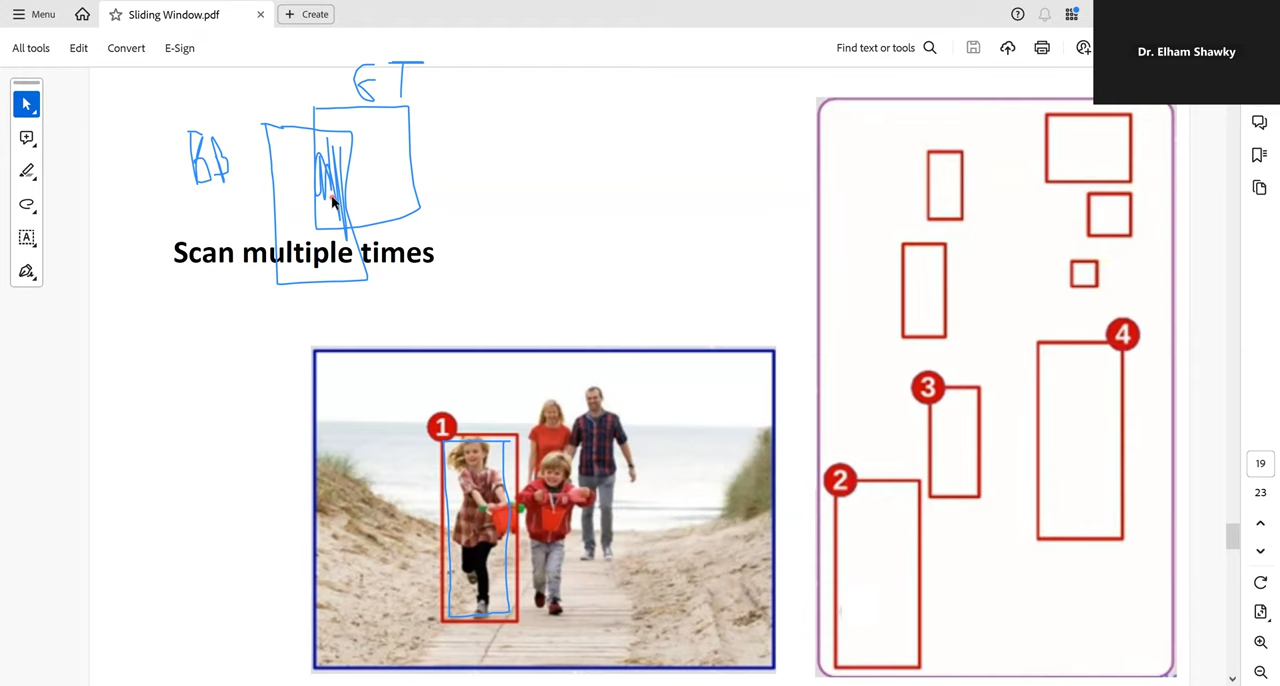 Menu
Sliding Window.pdf
Create
All tools
Edit
Convert
E-Sign
Find text or tools
Dr. Elham Shawky
T
BB
Scan multiple times
1
2
3
4
19
23